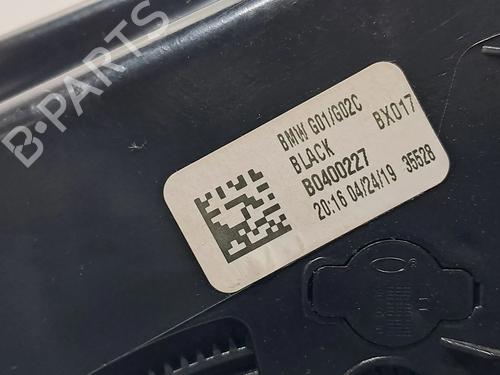 B-PARTS
BMW G01/G02C BX017
BLACK
B0400227
20:16 04/24/19 35528